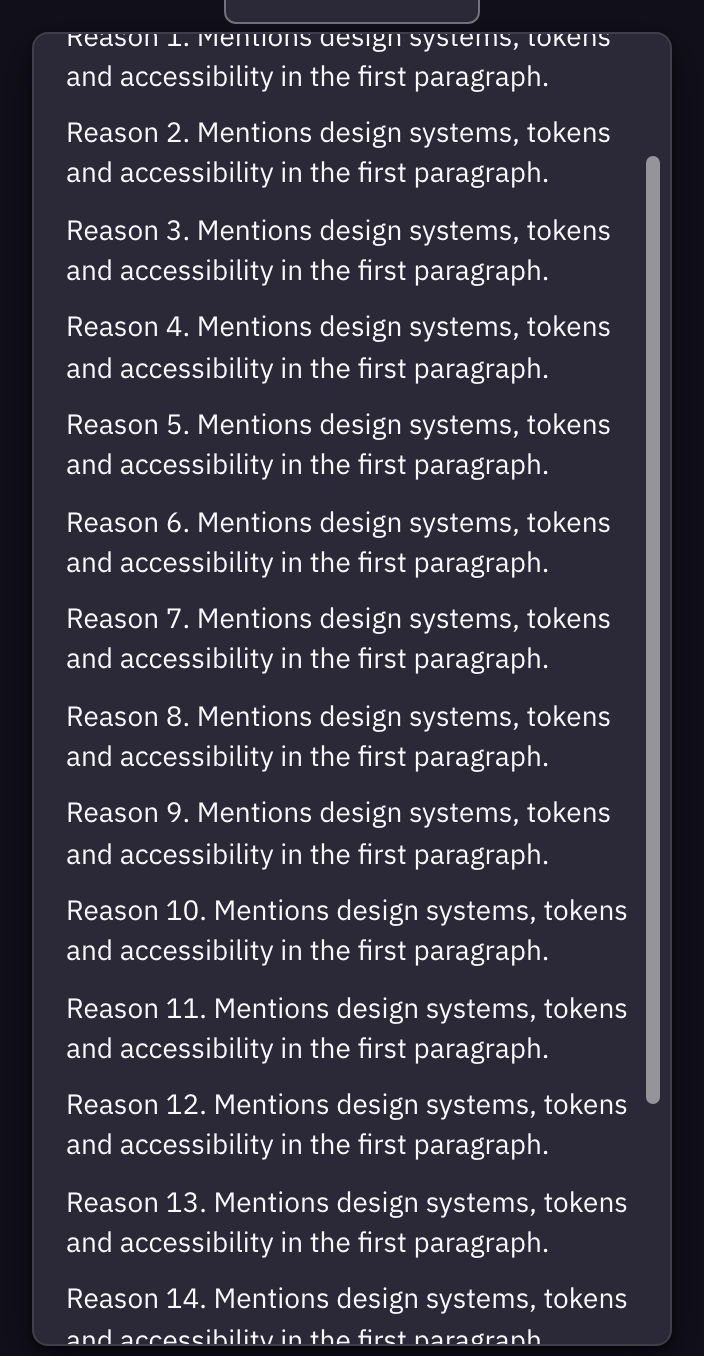 Reason 1. Mentions design systems, tokens
and accessibility in the first paragraph.
Reason 2. Mentions design systems, tokens
and accessibility in the first paragraph.
Reason 3. Mentions design systems, tokens
and accessibility in the first paragraph.
Reason 4. Mentions design systems, tokens
and accessibility in the first paragraph.
Reason 5. Mentions design systems, tokens
and accessibility in the first paragraph.
Reason 6. Mentions design systems, tokens
and accessibility in the first paragraph.
Reason 7. Mentions design systems, tokens
and accessibility in the first paragraph.
Reason 8. Mentions design systems, tokens
and accessibility in the first paragraph.
Reason 9. Mentions design systems, tokens
and accessibility in the first paragraph.
Reason 10. Mentions design systems, tokens
and accessibility in the first paragraph.
Reason 11. Mentions design systems, tokens
and accessibility in the first paragraph.
Reason 12. Mentions design systems, tokens
and accessibility in the first paragraph.
Reason 13. Mentions design systems, tokens
and accessibility in the first paragraph.
Reason 14. Mentions design systems, tokens
and accessibility in the first paragraph.